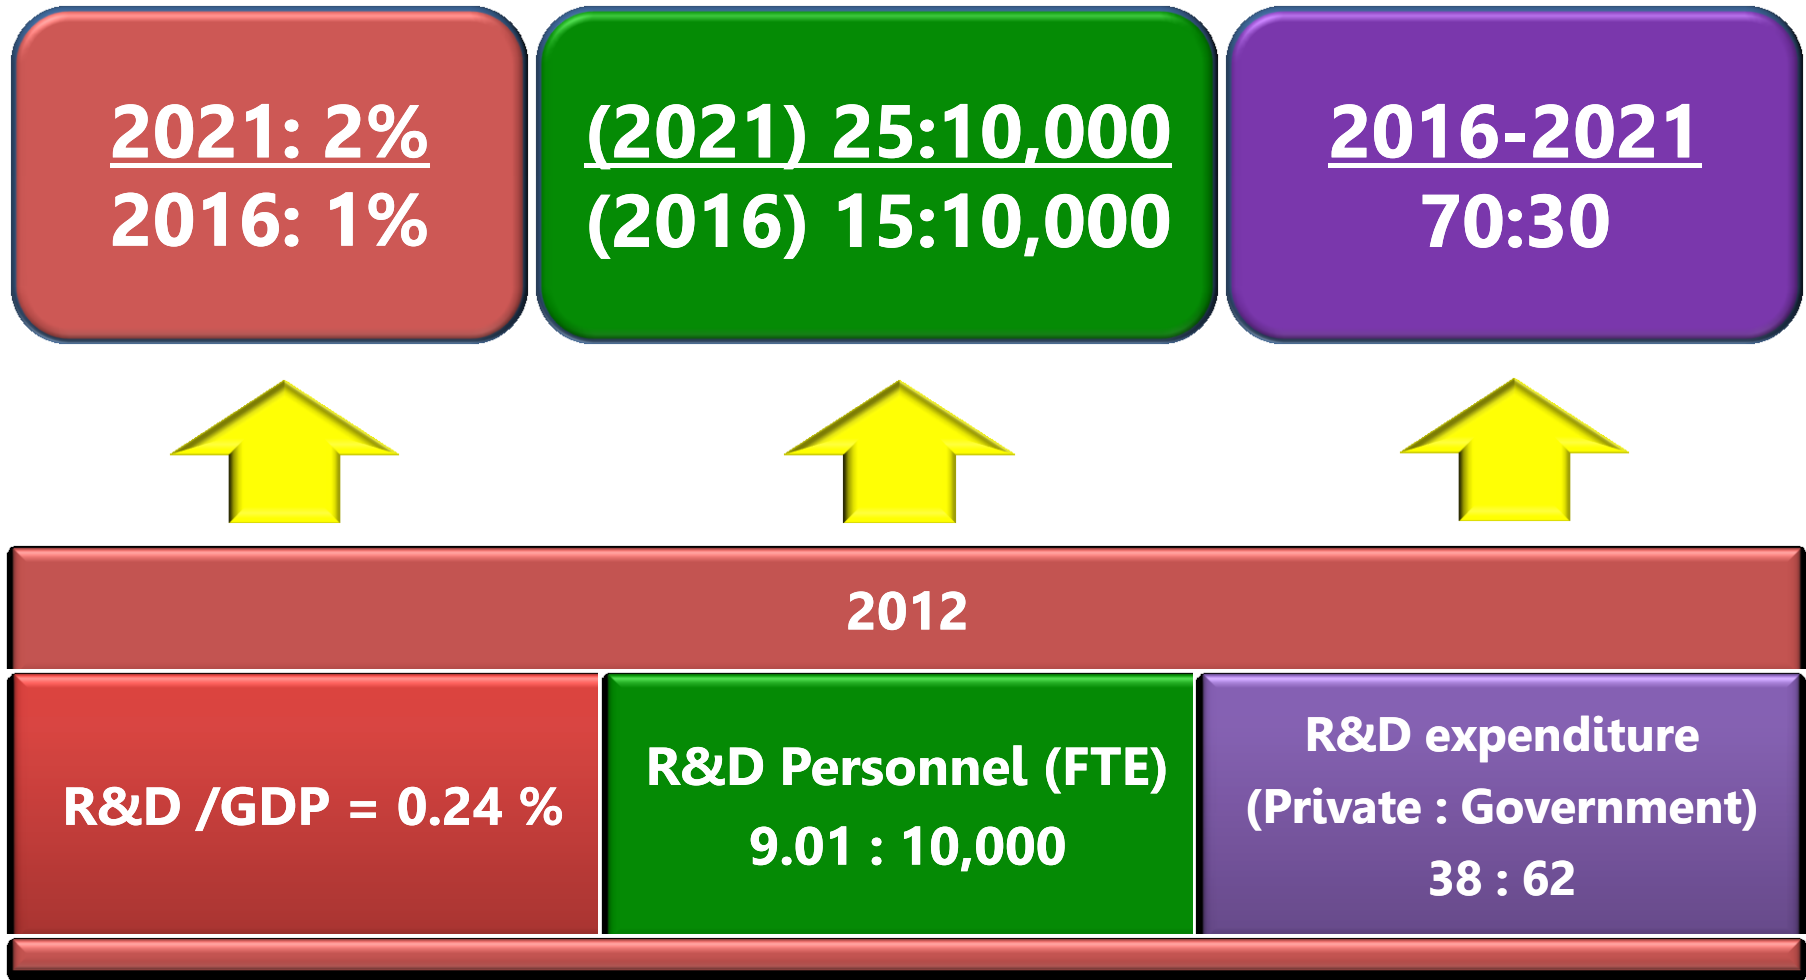 2021: 2%
2016: 1%
(2021) 25:10,000
(2016) 15:10,000
2016-2021
70:30
2012
R&D /GDP = 0.24 %
R&D Personnel (FTE)
9.01 : 10,000
R&D expenditure
(Private : Government)
38 : 62